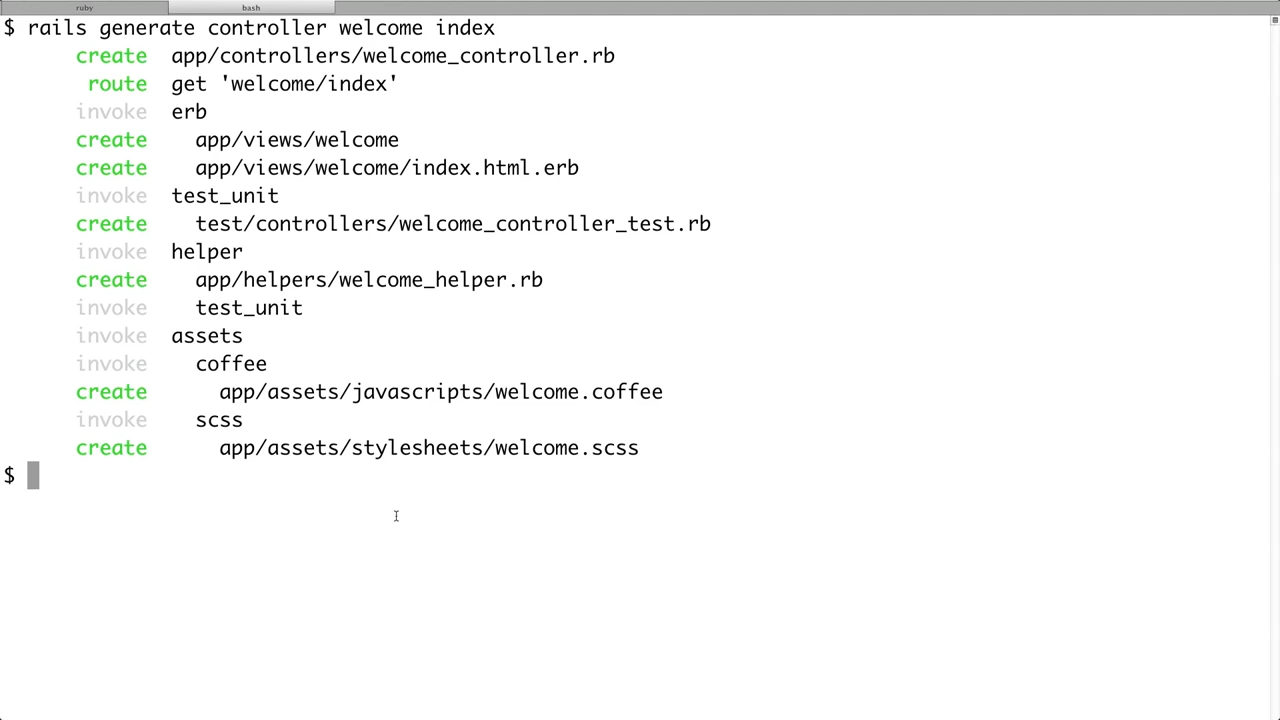 ruby
bash
$ rails generate controller welcome index
create app/controllers/welcome_controller.rb
route get 'welcome/index'
invoke erb
create app/views/welcome
create app/views/welcome/index.html.erb
invoke test_unit
create test/controllers/welcome_controller_test.rb
invoke helper
create app/helpers/welcome_helper.rb
invoke test_unit
invoke assets
invoke coffee
create app/assets/javascripts/welcome.coffee
invoke scss
create app/assets/stylesheets/welcome.scss
$